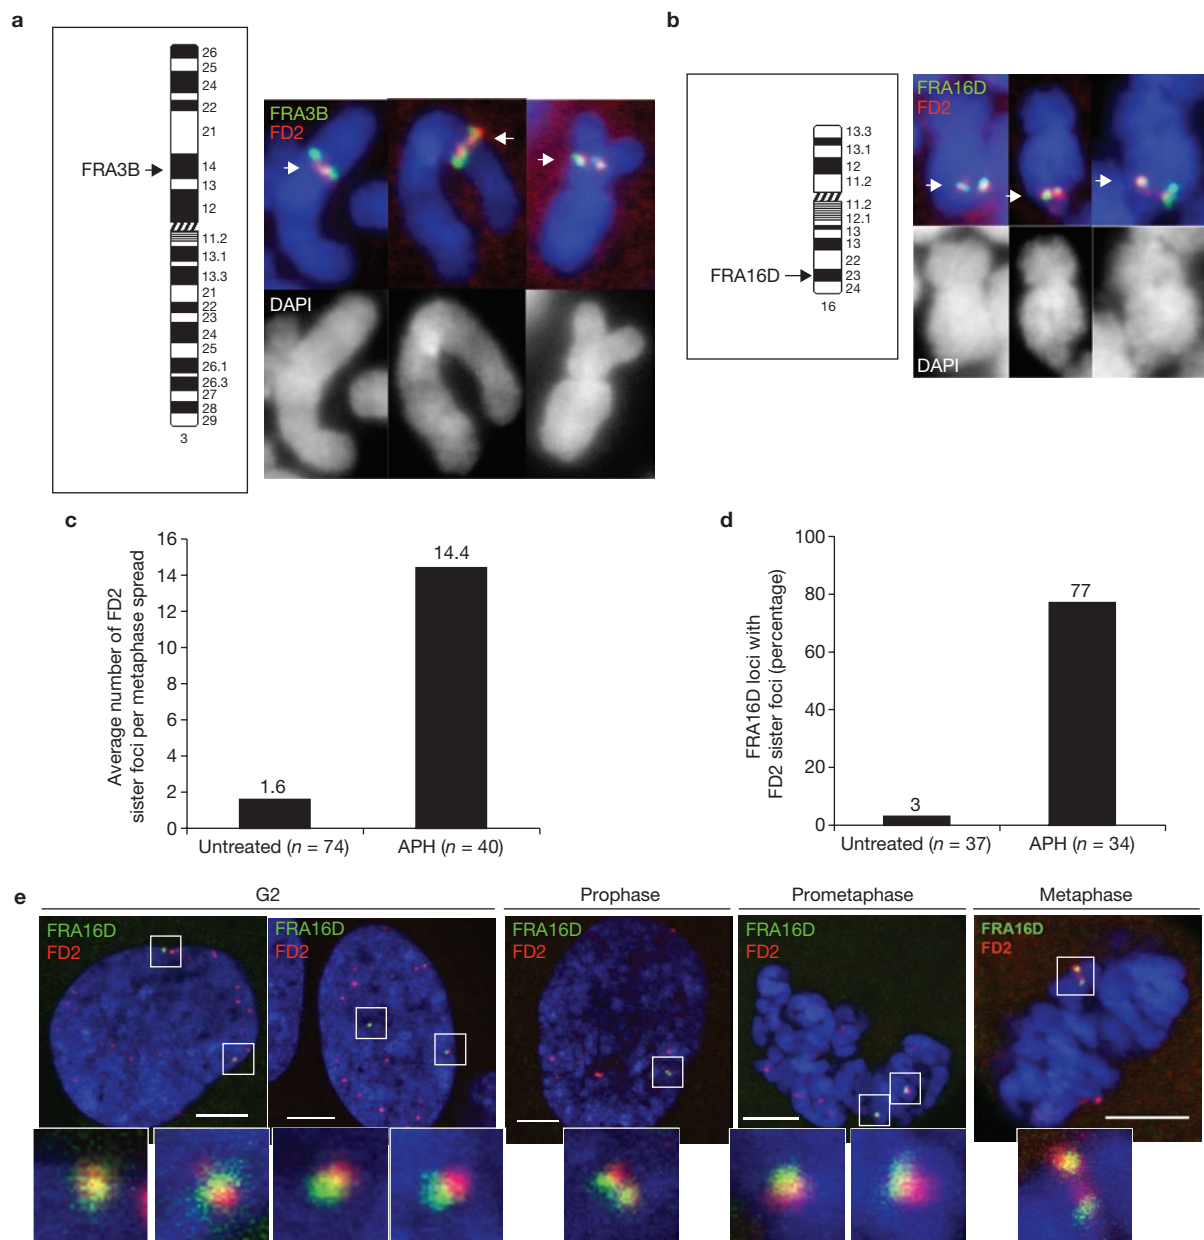 a
FRA3B
26
25
24
22
21
14
13
12
11.2
13.1
13.3
21
22
23
24
25
26.1
26.3
27
28
29
3
FRA3B
FD2
DAPI
b
FRA16D
13.3
13.1
12
11.2
11.2
12.1
13
13
22
23
24
16
FRA16D
FD2
DAPI
c
Average number of FD2
sister foci per metaphase spread
16
14
12
10
8
6
4
2
0
1.6
14.4
Untreated (n = 74)
APH (n = 40)
d
FRA16D loci with
FD2 sister foci (percentage)
100
80
60
40
20
0
3
77
Untreated (n = 37)
APH (n = 34)
e
G2
Prophase
Prometaphase
Metaphase
FRA16D
FD2
FRA16D
FD2
FRA16D
FD2
FRA16D
FD2
FRA16D
FD2